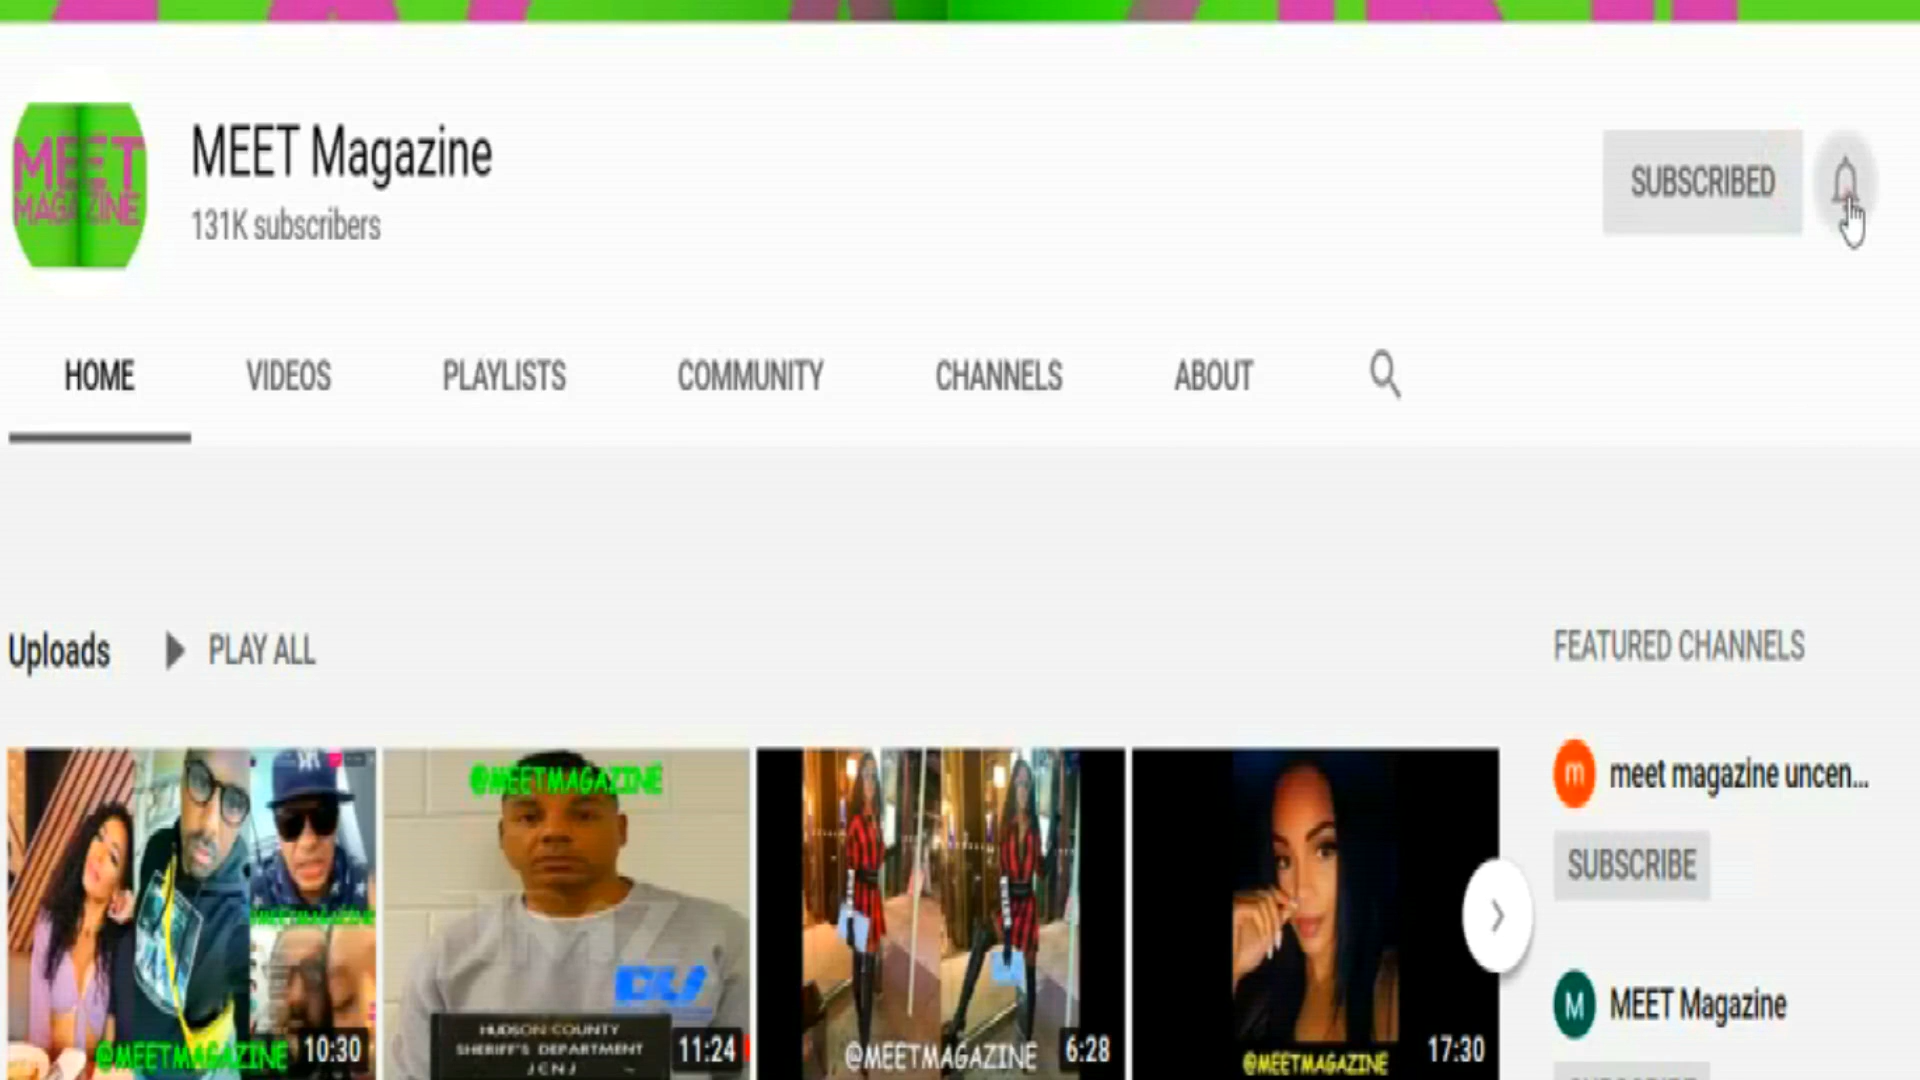 MEET
MAGAZINE
MEET Magazine
131K subscribers
SUBSCRIBED
HOME
VIDEOS
PLAYLISTS
COMMUNITY
CHANNELS
ABOUT
Uploads
PLAY ALL
FEATURED CHANNELS
@MEETMAGAZINE
10:30
@MEETMAGAZINE
HUDSON COUNTY
SHERIFF'S DEPARTMENT
JCNJ
11:24
@MEETMAGAZINE
6:28
@MEETMAGAZINE
17:30
m
meet magazine uncen...
SUBSCRIBE
M
MEET Magazine